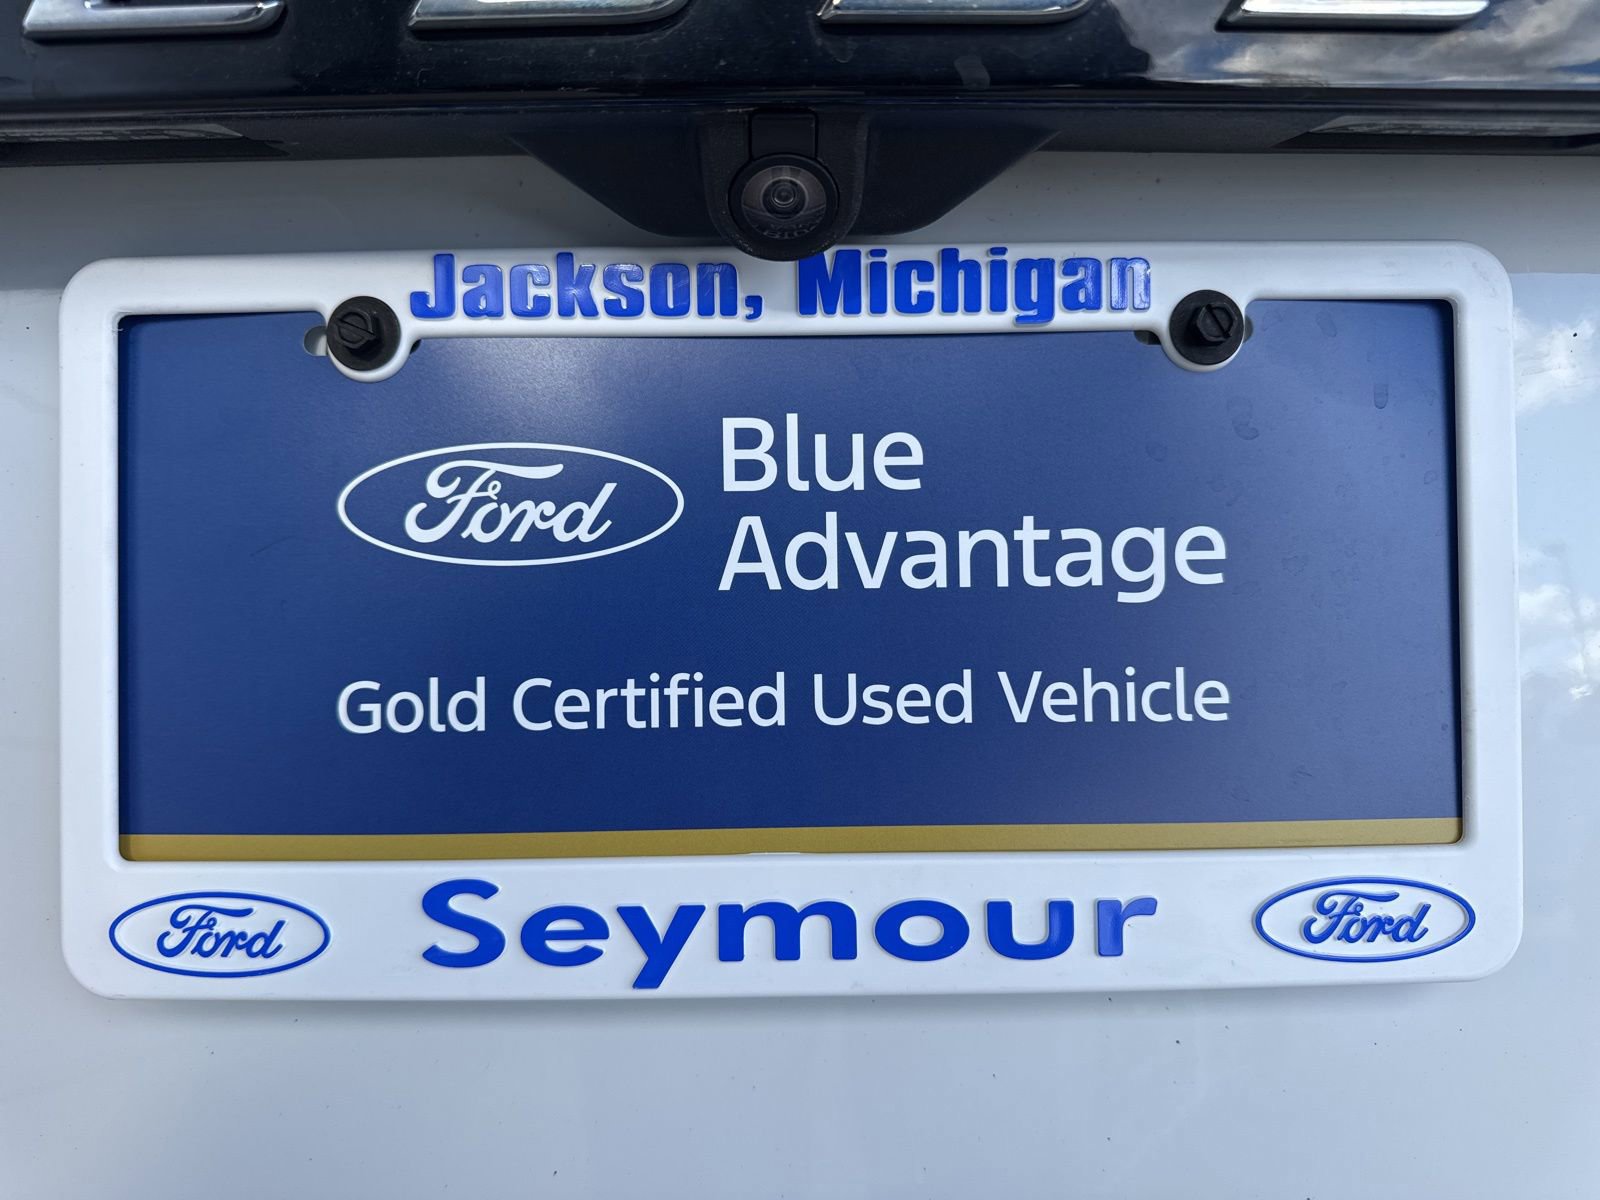 Jackson, Michigan
Ford
Blue
Advantage
Gold Certified Used Vehicle
Ford
Seymour
Ford